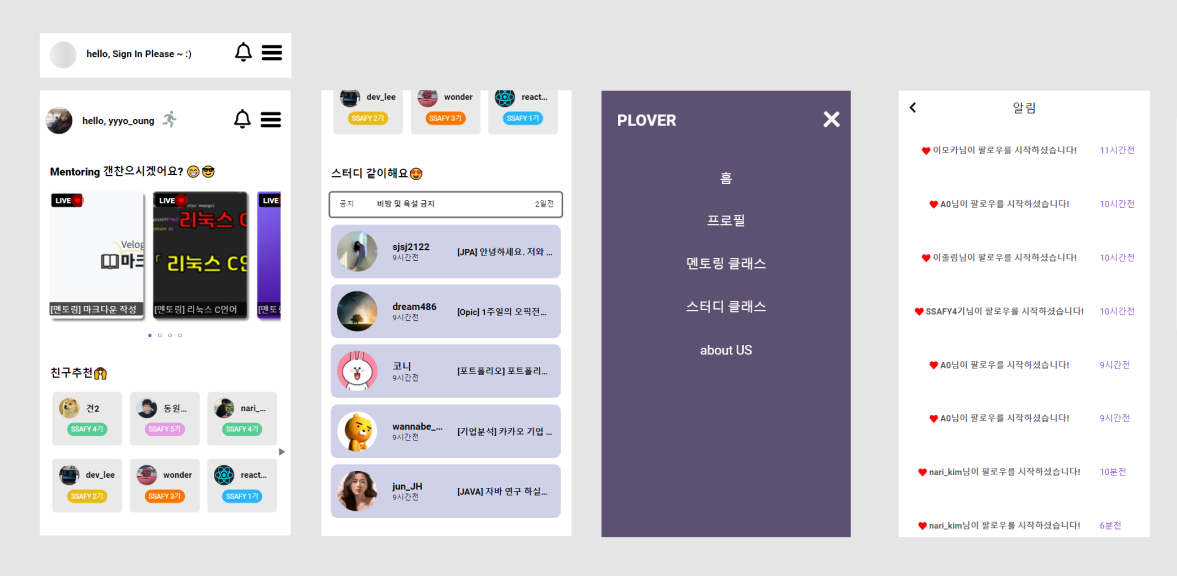 hello, Sign In Please ~ :)
hello, yyyo_oung
Mentoring 갠찬으시겠어요?
LIVE
LIVE
LIVE
Velog
마크
리눅스 C
「 리눅스 C언
[멘토링] 마크다운 작성
[멘토링] 리눅스 C언어
[멘토
친구추천
견2
SSAFY 4기
동원...
SSAFY 5기
nari_...
SSAFY 4기
dev_lee
SSAFY 2기
wonder
SSAFY 3기
react...
SSAFY 1기
dev_lee
SSAFY 2기
wonder
SSAFY 3기
react...
SSAFY 1기
스터디 같이해요
공지
비방 및 욕설 금지
2일전
sjsj2122
9시간전
[JPA] 안녕하세요. 저와 ...
dream486
9시간전
[Opic] 1주일의 오픽전...
코니
9시간전
[포트폴리오] 포트폴리...
wannabe_...
9시간전
[기업분석] 카카오 기업 ...
jun_JH
9시간전
[JAVA] 자바 연구 하실...
PLOVER
홈
프로필
멘토링 클래스
스터디 클래스
about US
알림
이모카님이 팔로우를 시작하셨습니다! 11시간전
A0님이 팔로우를 시작하셨습니다! 10시간전
이졸림님이 팔로우를 시작하셨습니다! 10시간전
SSAFY4기님이 팔로우를 시작하셨습니다! 10시간전
A0님이 팔로우를 시작하셨습니다! 9시간전
A0님이 팔로우를 시작하셨습니다! 9시간전
nari_kim님이 팔로우를 시작하셨습니다! 10분전
nari_kim님이 팔로우를 시작하셨습니다! 6분전